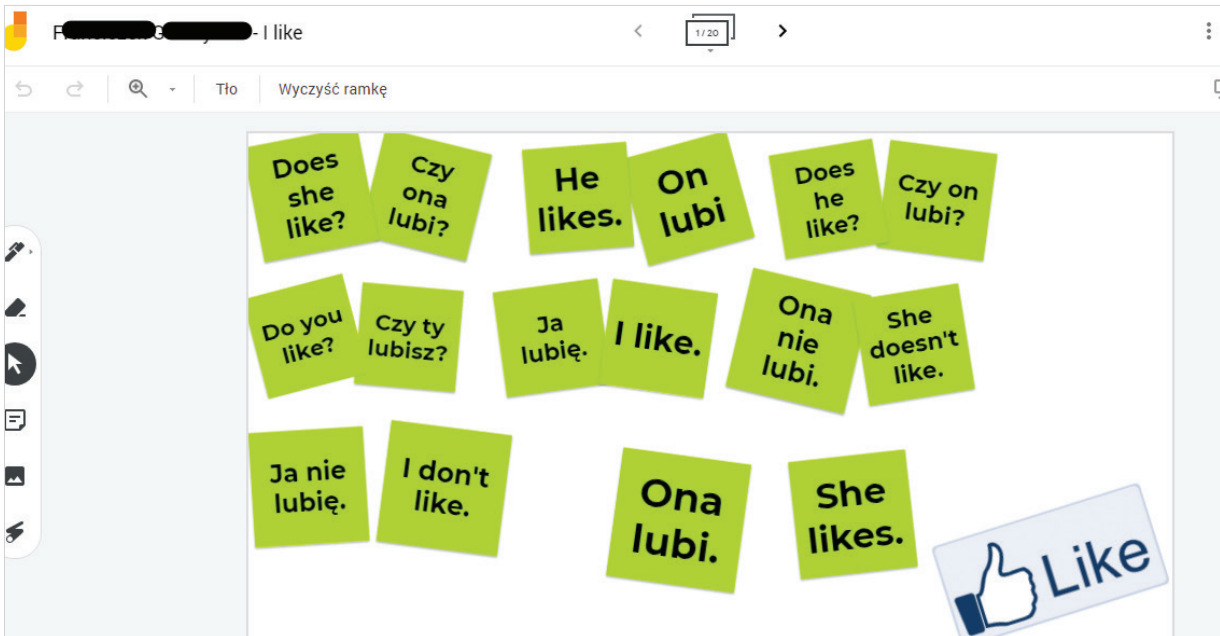 - I like
1 / 20
Tło
Wyczyść ramkę
Does
she
like?
Czy
ona
lubi?
He
likes.
On
lubi
Does
he
like?
Czy on
lubi?
Do you
like?
Czy ty
lubisz?
Ja
lubię.
I like.
Ona
nie
lubi.
She
doesn't
like.
Ja nie
lubię.
I don't
like.
Ona
lubi.
She
likes.
Like